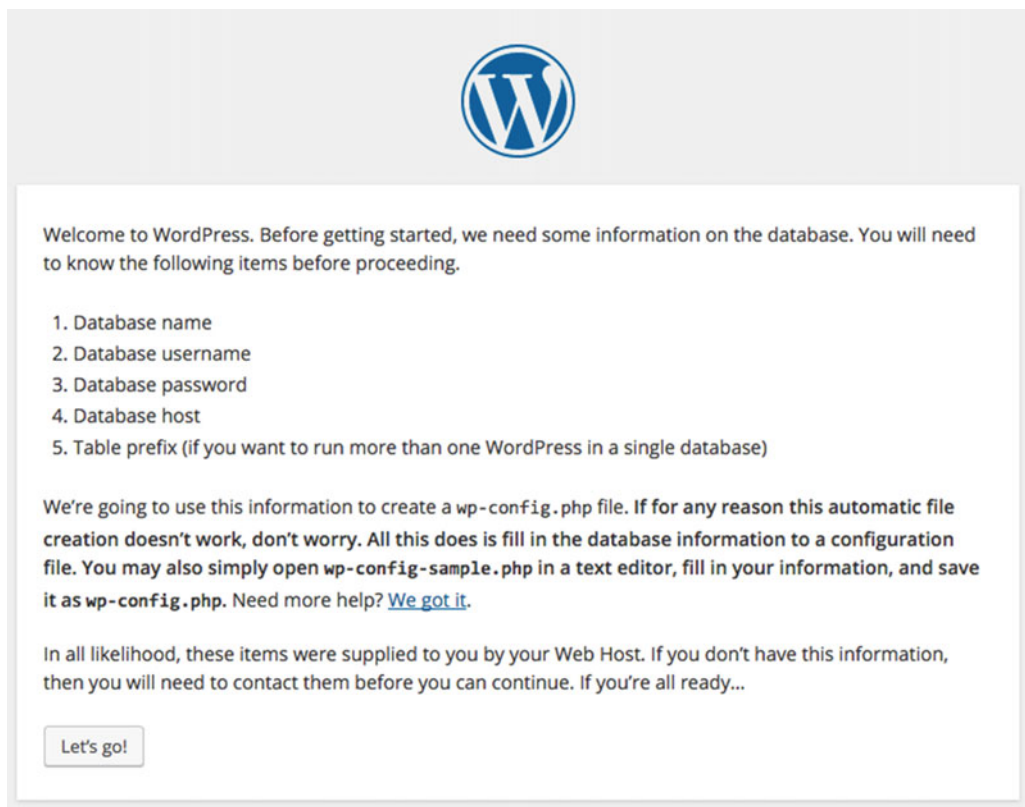 W
Welcome to WordPress. Before getting started, we need some information on the database. You will need
to know the following items before proceeding.
1. Database name
2. Database username
3. Database password
4. Database host
5. Table prefix (if you want to run more than one WordPress in a single database)
We’re going to use this information to create a wp-config.php file. If for any reason this automatic file
creation doesn’t work, don’t worry. All this does is fill in the database information to a configuration
file. You may also simply open wp-config-sample.php in a text editor, fill in your information, and save
it as wp-config.php. Need more help? We got it.
In all likelihood, these items were supplied to you by your Web Host. If you don’t have this information,
then you will need to contact them before you can continue. If you’re all ready…
Let’s go!